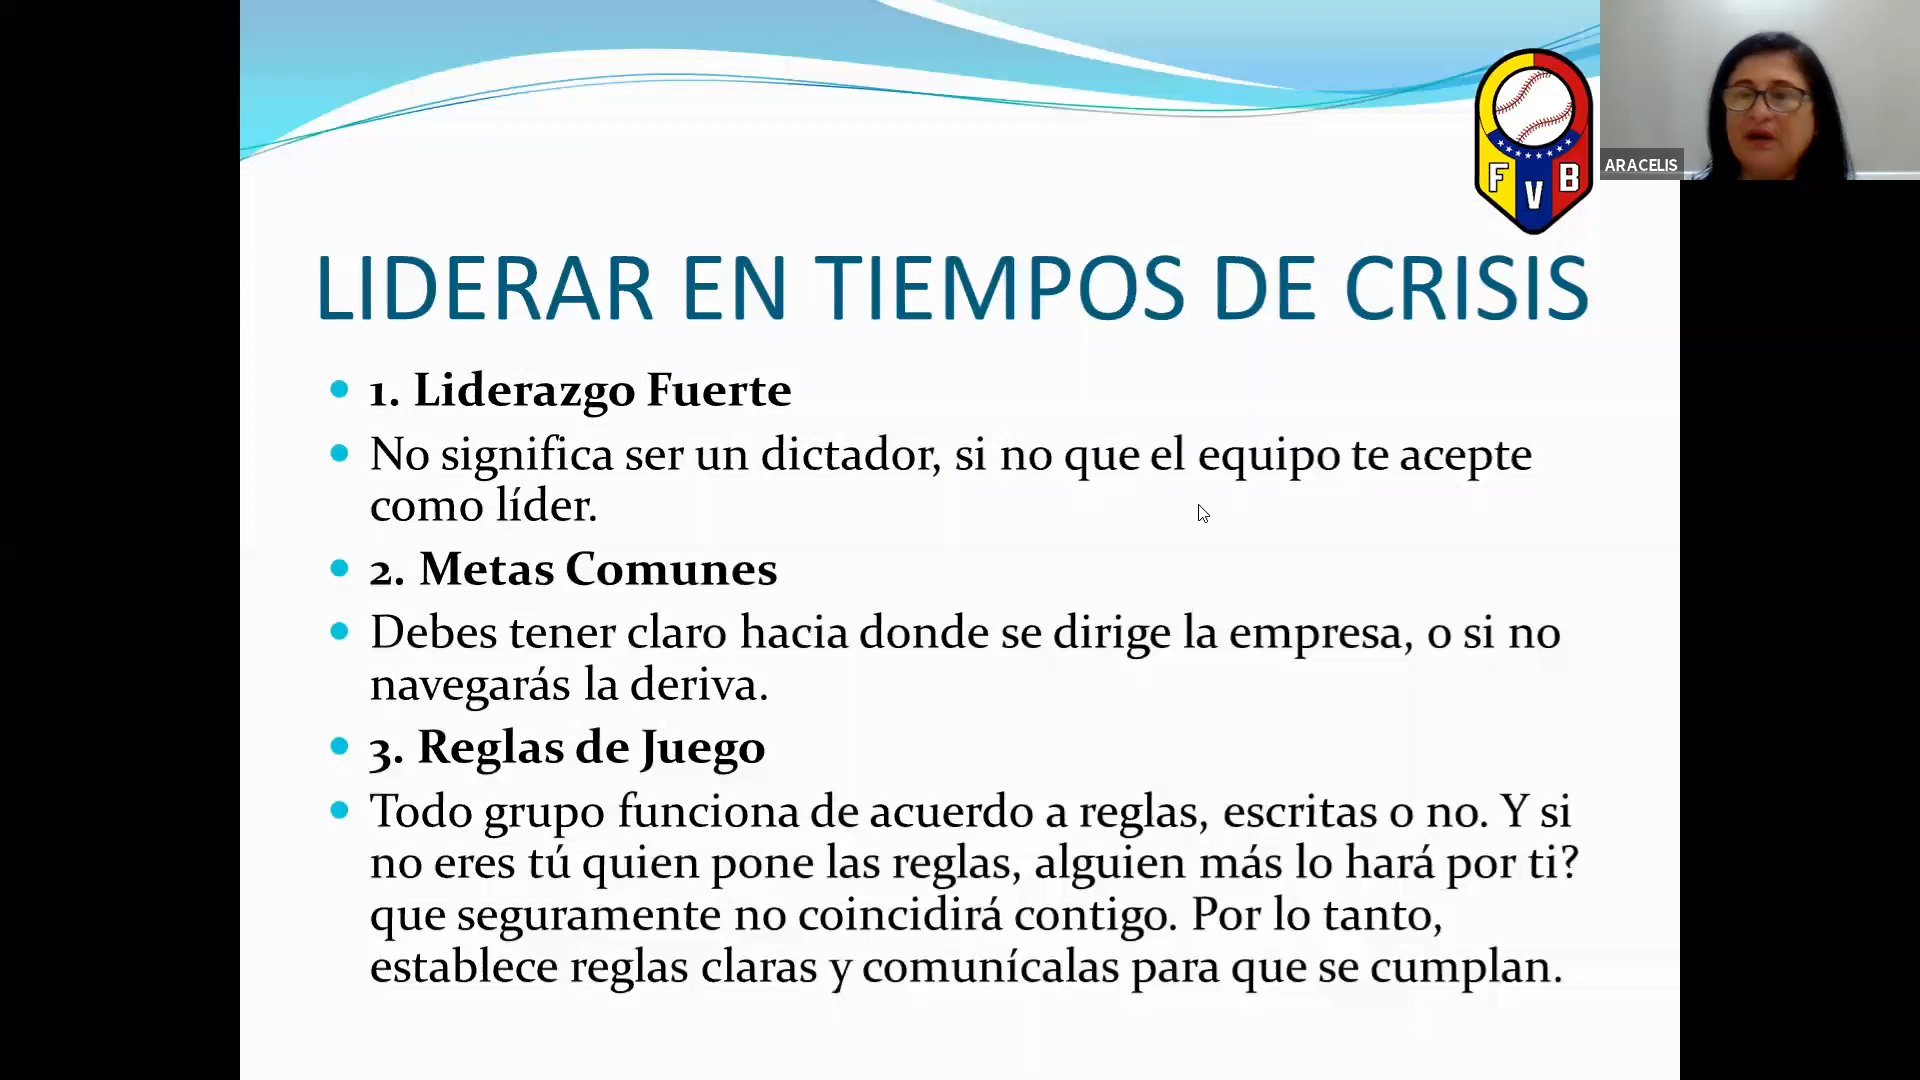 F V B
ARACELIS
LIDERAR EN TIEMPOS DE CRISIS
1. Liderazgo Fuerte
No significa ser un dictador, si no que el equipo te acepte
como líder.
2. Metas Comunes
Debes tener claro hacia donde se dirige la empresa, o si no
navegarás la deriva.
3. Reglas de Juego
Todo grupo funciona de acuerdo a reglas, escritas o no. Y si
no eres tú quien pone las reglas, alguien más lo hará por ti?
que seguramente no coincidirá contigo. Por lo tanto,
establece reglas claras y comunícalas para que se cumplan.